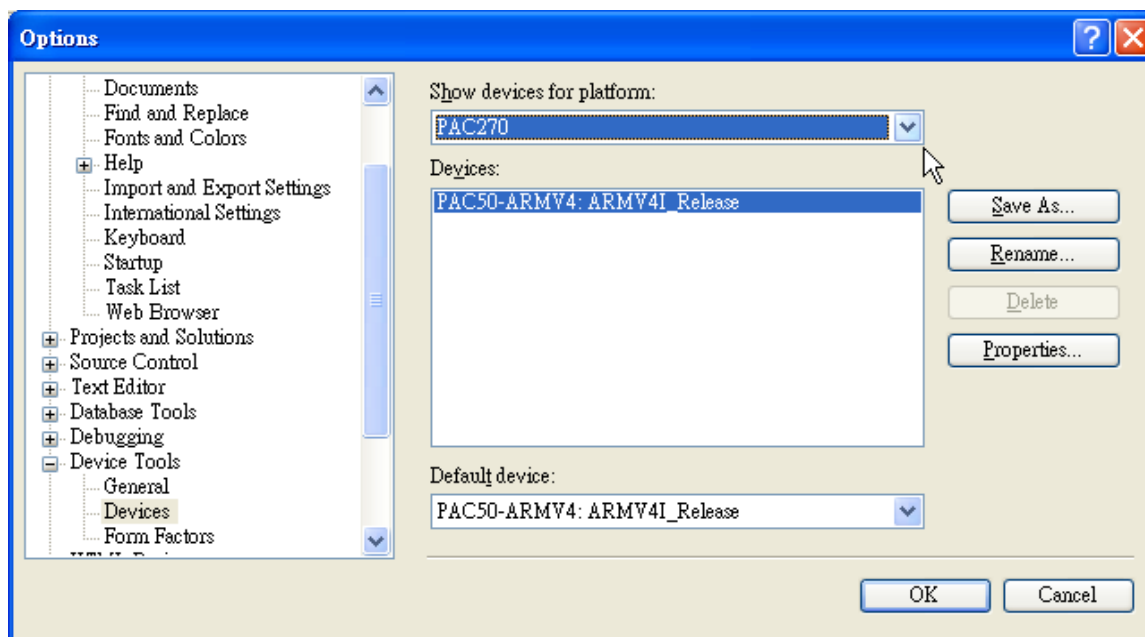 Options
Documents
Find and Replace
Fonts and Colors
Help
Import and Export Settings
International Settings
Keyboard
Startup
Task List
Web Browser
Projects and Solutions
Source Control
Text Editor
Database Tools
Debugging
Device Tools
General
Devices
Form Factors
Show devices for platform:
PAC270
Devices:
PAC50-ARMV4: ARMV4I_Release
Save As...
Rename...
Delete
Properties...
Default device:
PAC50-ARMV4: ARMV4I_Release
OK
Cancel